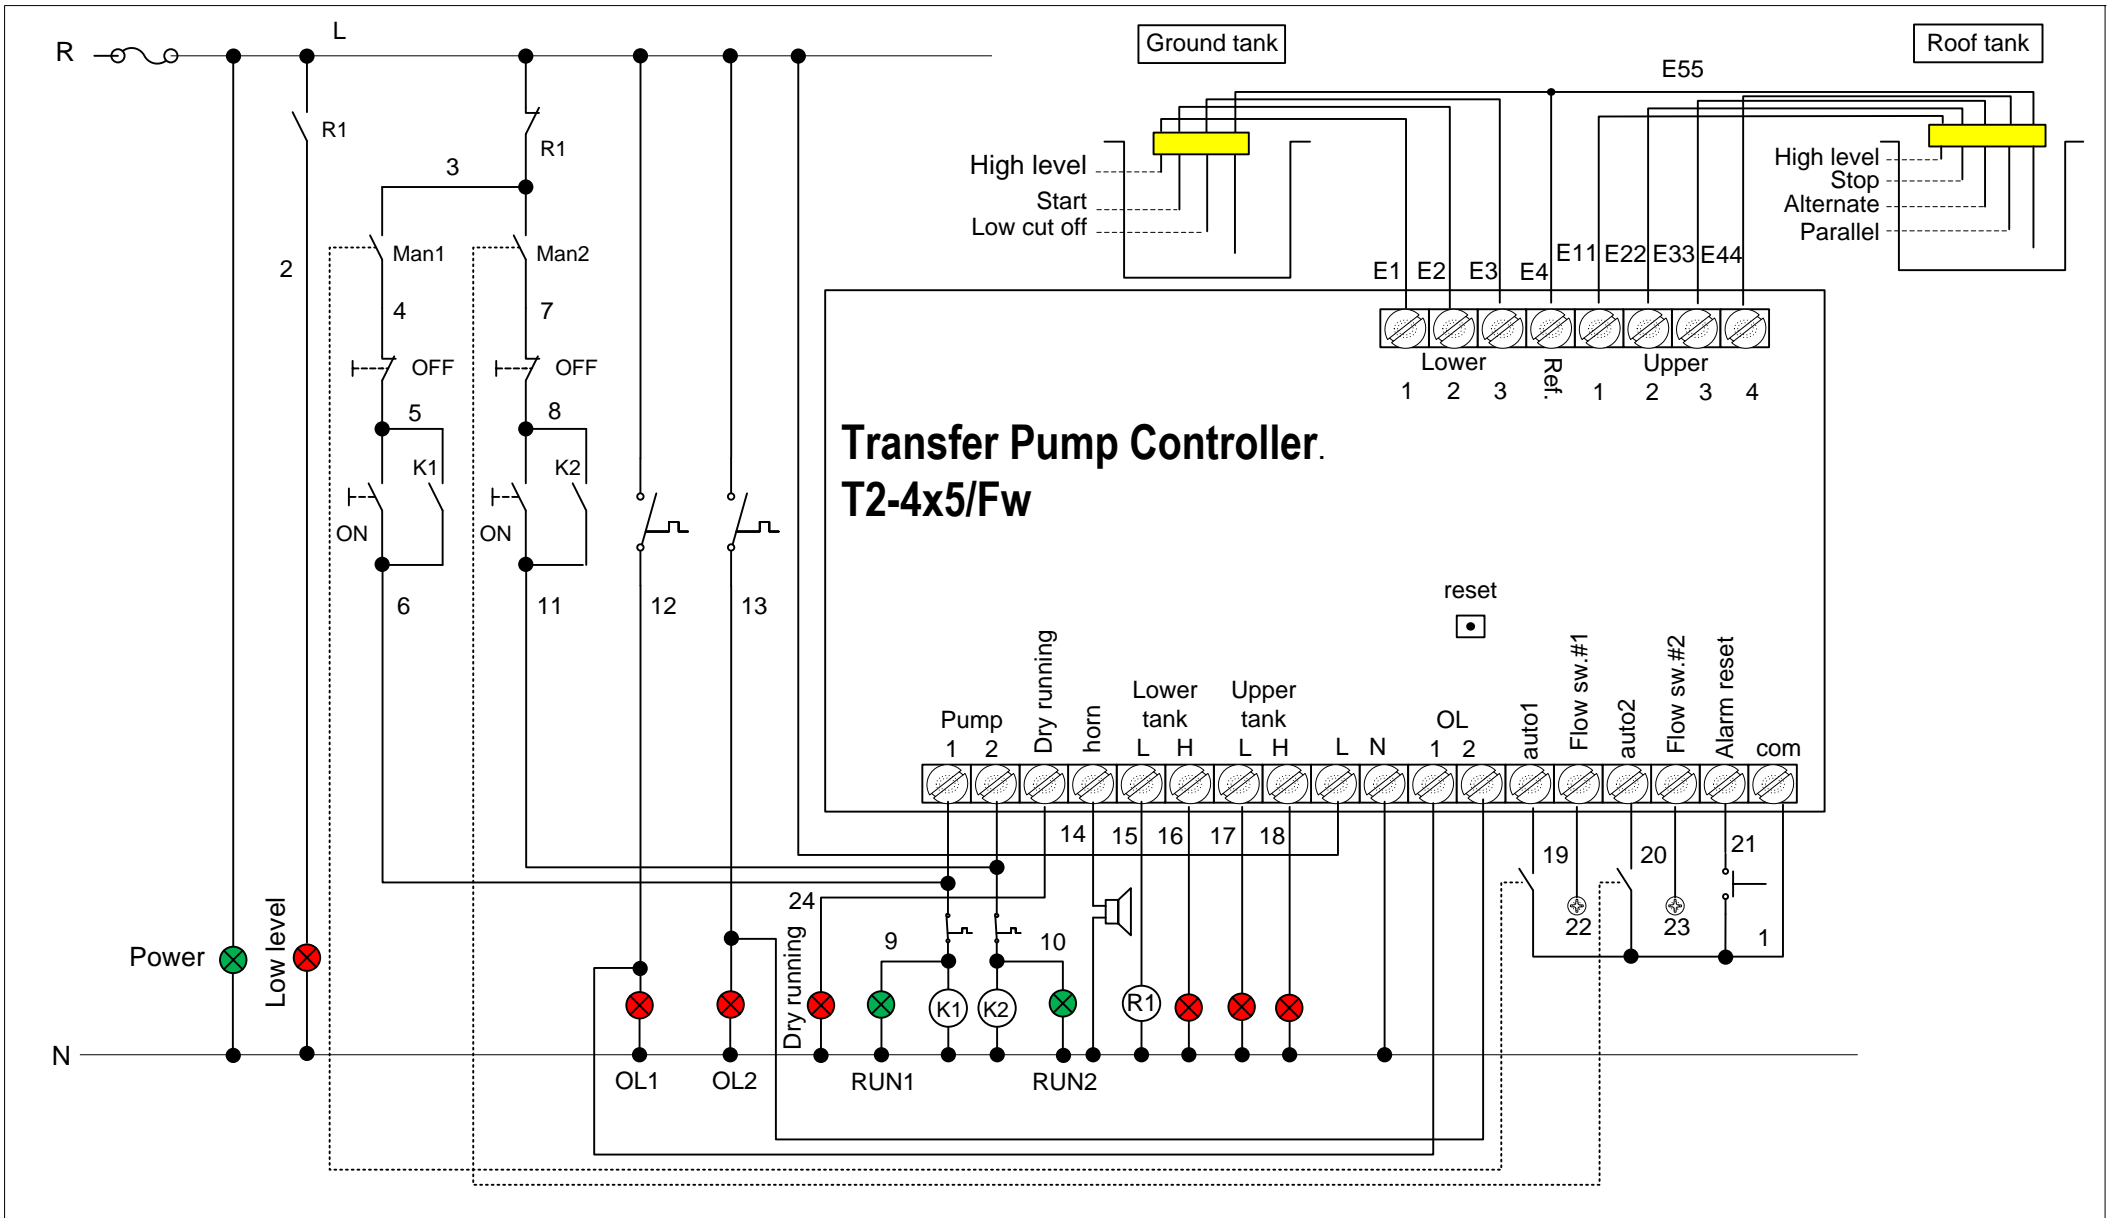 L
R
Ground tank
Roof tank
E55
R1
R1
3
High level
Start
Low cut off
High level
Stop
Alternate
Parallel
Man1
Man2
2
E1 E2 E3 E4 E11 E22 E33 E44
4
7
OFF
OFF
Lower
Ref.
Upper
1 2 3 1 2 3 4
5
8
K1
K2
Transfer Pump Controller.
T2-4x5/Fw
ON
ON
6
11
12
13
reset
Pump
1 2
Dry running
horn
Lower
tank
L H
Upper
tank
L H
L N
OL
1 2
auto1
Flow sw.#1
auto2
Flow sw.#2
Alarm reset
com
14 15 16 17 18
19
20
21
24
22
23
1
9
10
Power
Low level
Dry running
K1
K2
R1
N
OL1
OL2
RUN1
RUN2